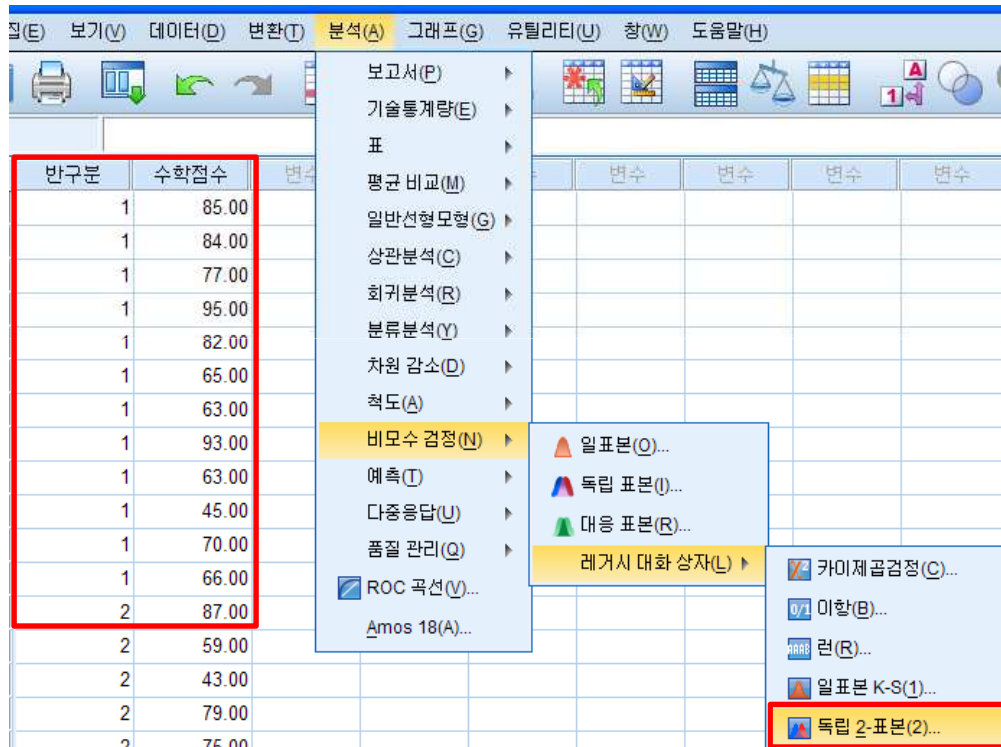 집(E) 보기(V) 데이터(D) 변환(T) 분석(A) 그래프(G) 유틸리티(U) 창(W) 도움말(H)
보고서(P)
기술통계량(E)
표
평균 비교(M)
일반선형모형(G)
상관분석(C)
회귀분석(R)
분류분석(Y)
차원 감소(D)
척도(A)
비모수 검정(N)
예측(T)
다중응답(U)
품질 관리(Q)
ROC 곡선(V)...
Amos 18(A)...
일표본(O)...
독립 표본(I)...
대응 표본(R)...
레거시 대화 상자(L)
카이제곱검정(C)...
이항(B)...
런(R)...
일표본 K-S(1)...
독립 2-표본(2)...
반구분 수학점수 변수 변수 변수 변수
1 85.00
1 84.00
1 77.00
1 95.00
1 82.00
1 65.00
1 63.00
1 93.00
1 63.00
1 45.00
1 70.00
1 66.00
2 87.00
2 59.00
2 43.00
2 79.00
2 75.00